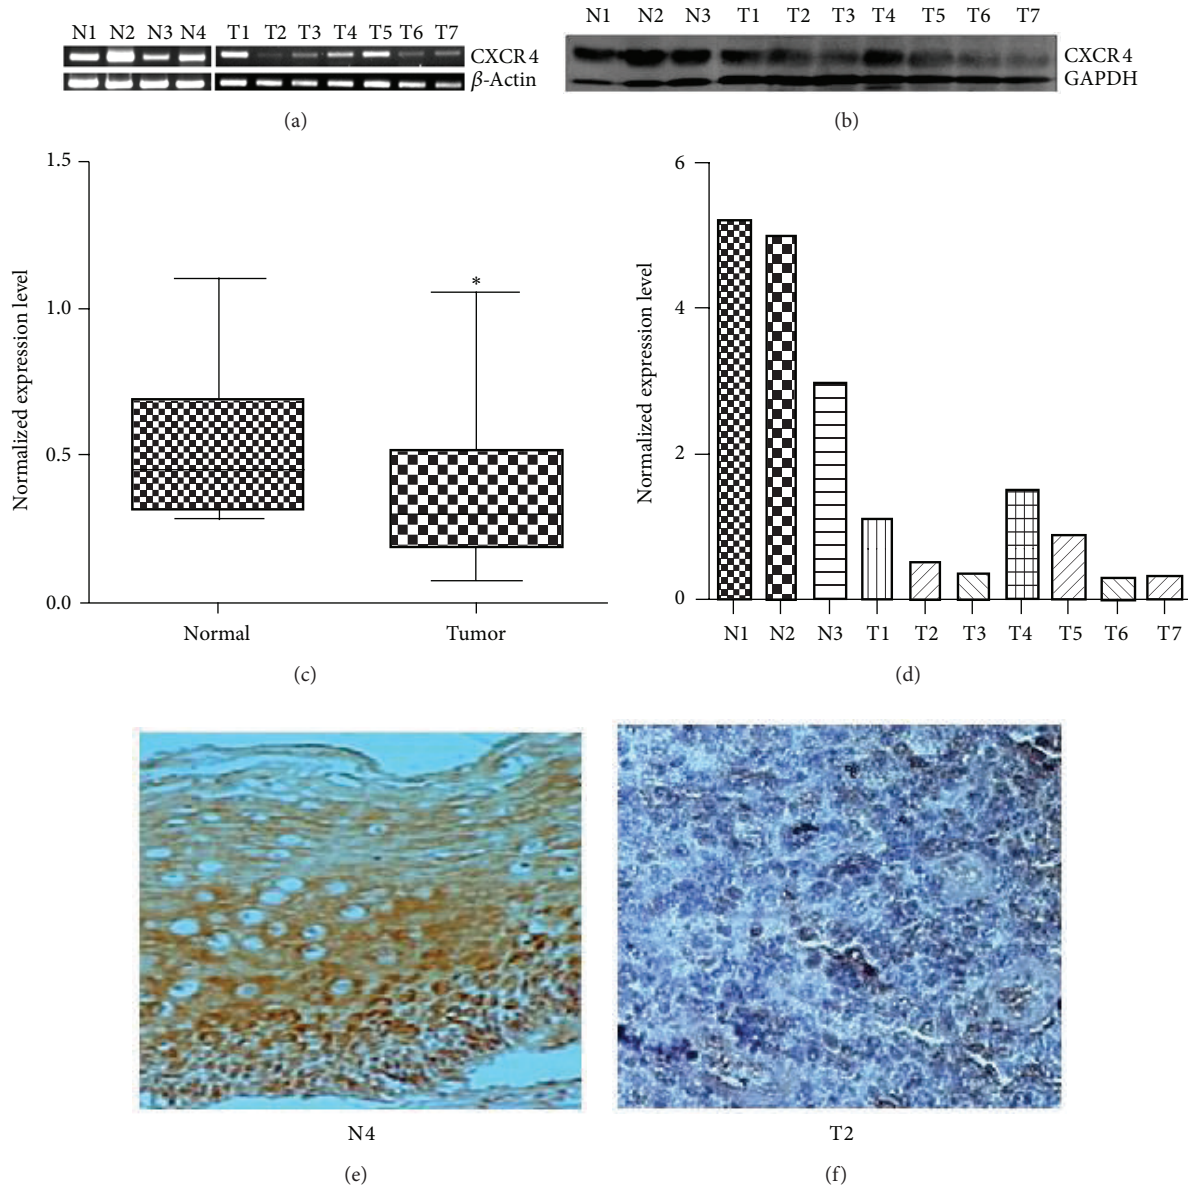 N1 N2 N3 N4 T1 T2 T3 T4 T5 T6 T7
CXCR4
β-Actin
(a)
N1 N2 N3 T1 T2 T3 T4 T5 T6 T7
CXCR4
GAPDH
(b)
Normalized expression level
1.5
1.0
0.5
0.0
*
Normal Tumor
(c)
Normalized expression level
6
4
2
0
N1 N2 N3 T1 T2 T3 T4 T5 T6 T7
(d)
N4
(e)
T2
(f)